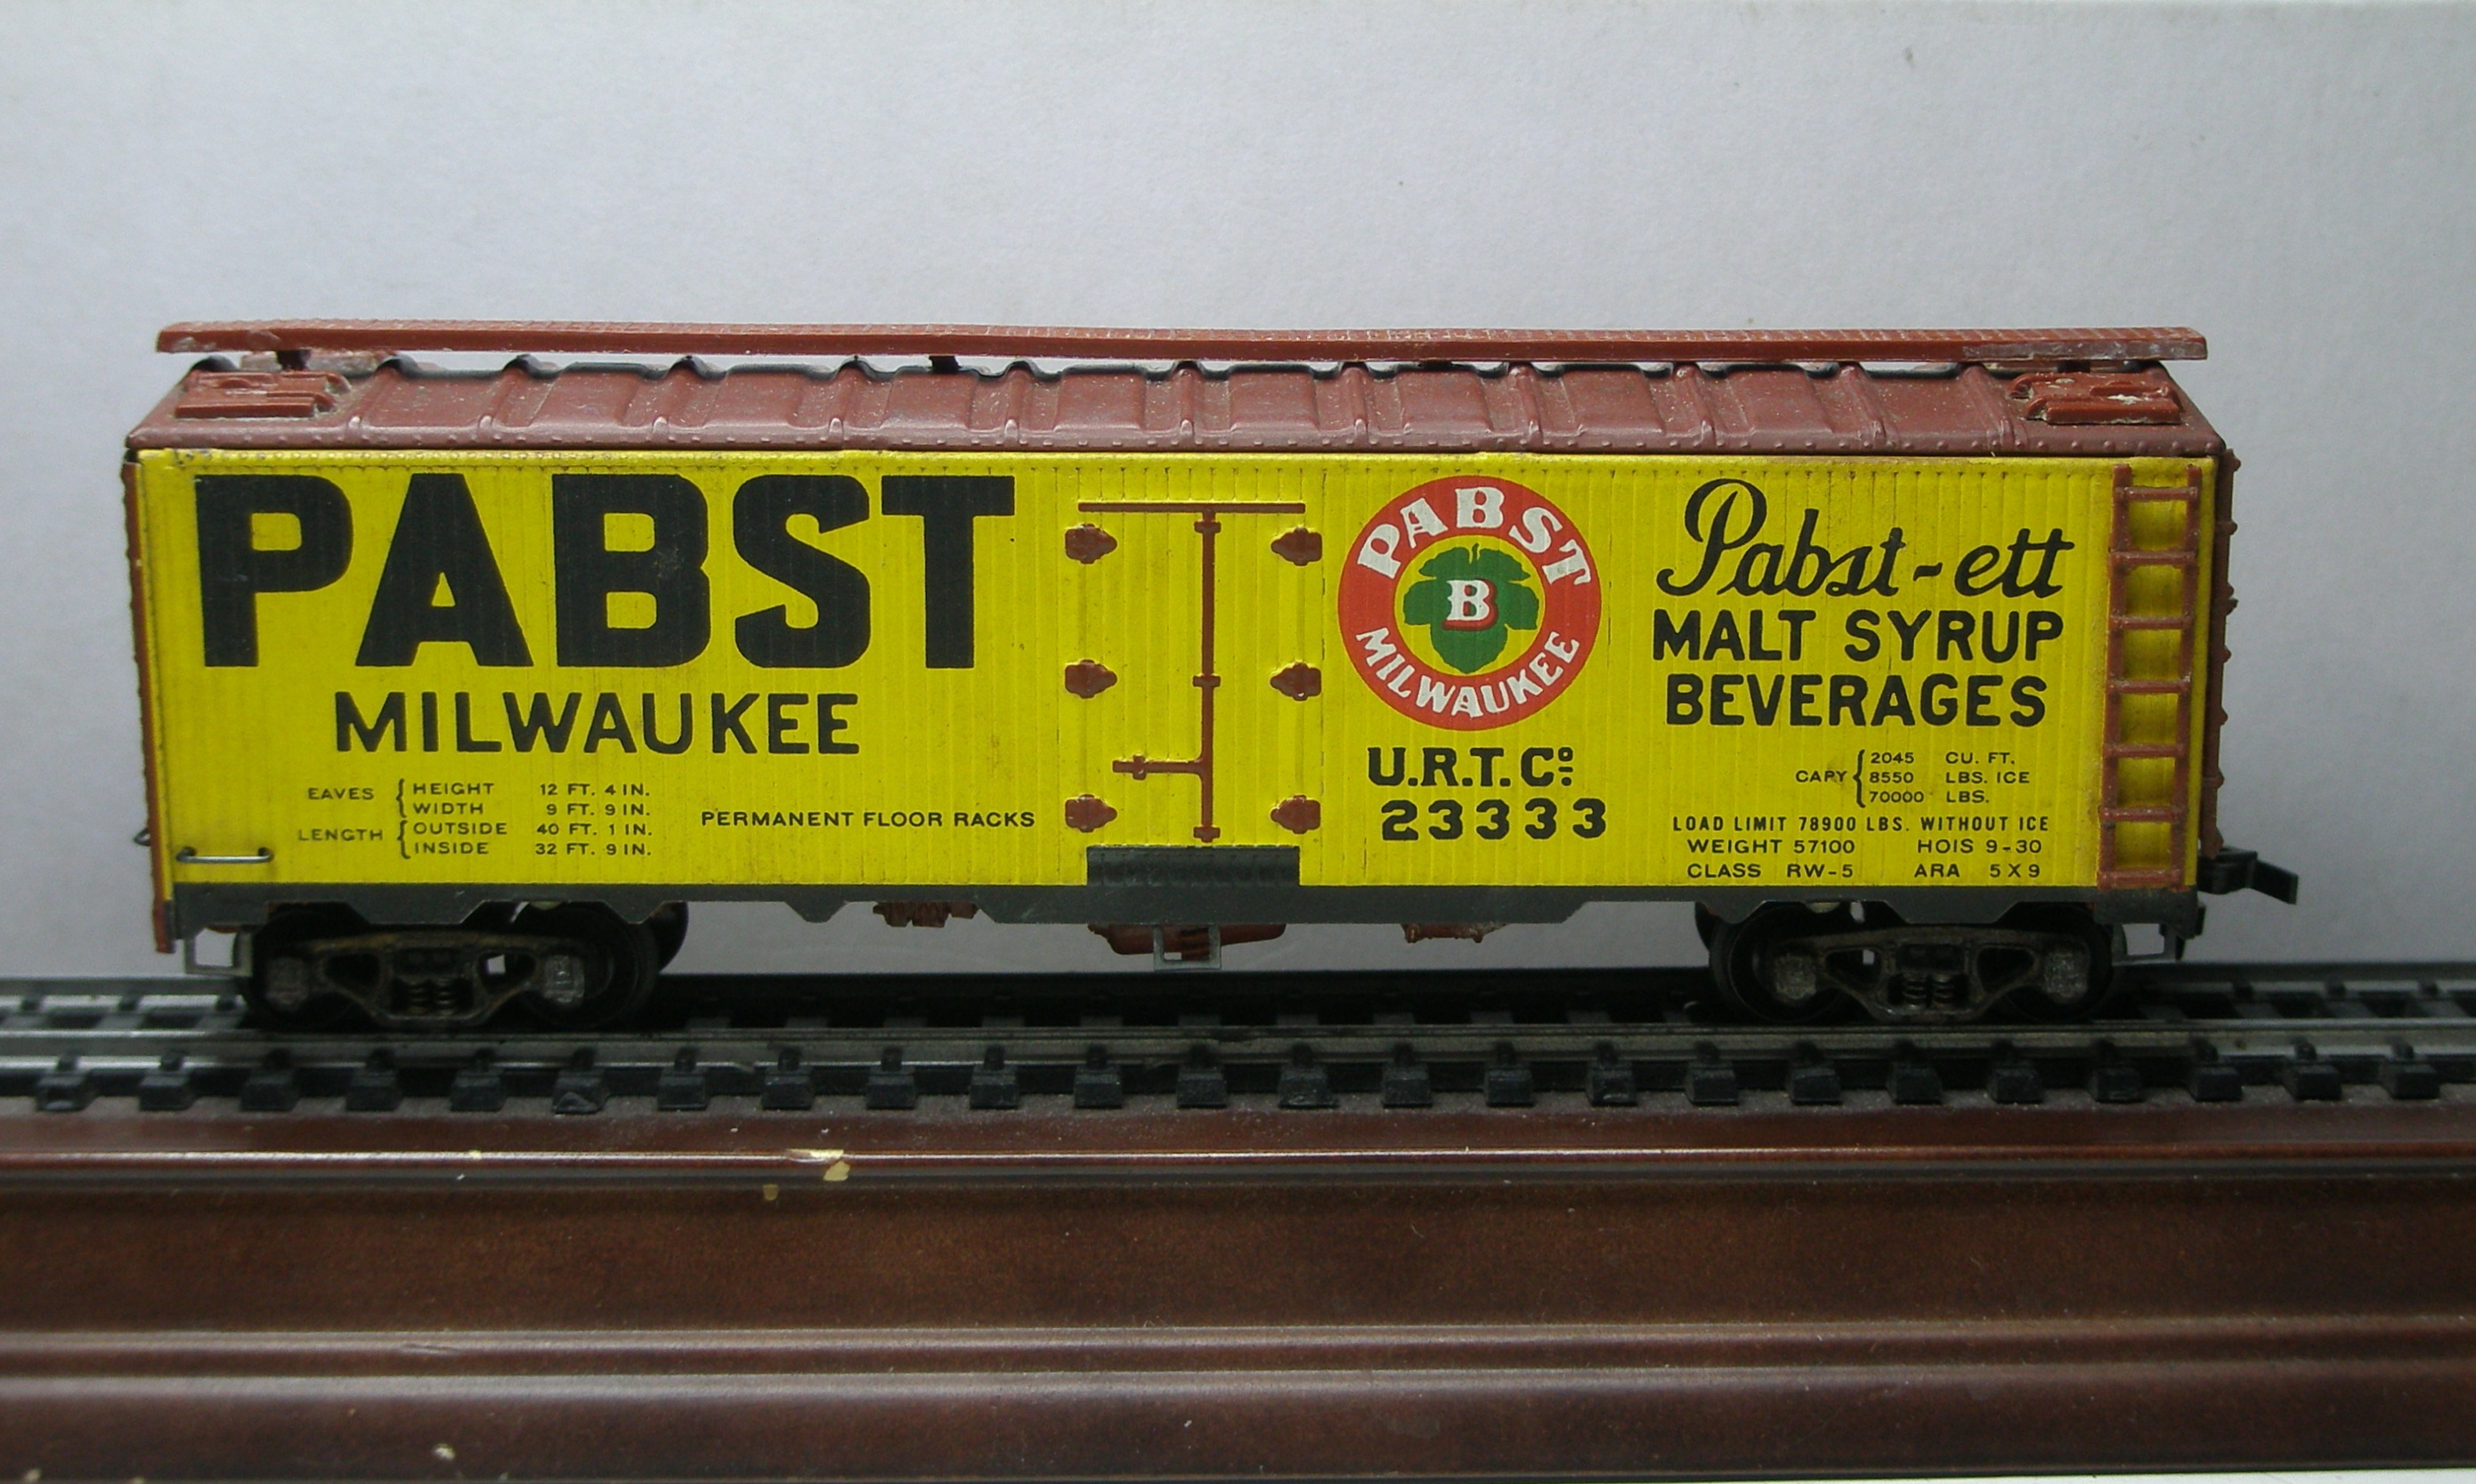 PABST
MILWAUKEE
EAVES { HEIGHT 12 FT. 4 IN.
WIDTH 9 FT. 9 IN.
LENGTH { OUTSIDE 40 FT. 1 IN.
INSIDE 32 FT. 9 IN.
PERMANENT FLOOR RACKS
PABST
B
MILWAUKEE
U.R.T.Cº
23333
Pabst-ett
MALT SYRUP
BEVERAGES
CAPY { 2045 CU. FT.
8550 LBS. ICE
70000 LBS.
LOAD LIMIT 78900 LBS. WITHOUT ICE
WEIGHT 57100 HOIS 9-30
CLASS RW-5 ARA 5X9